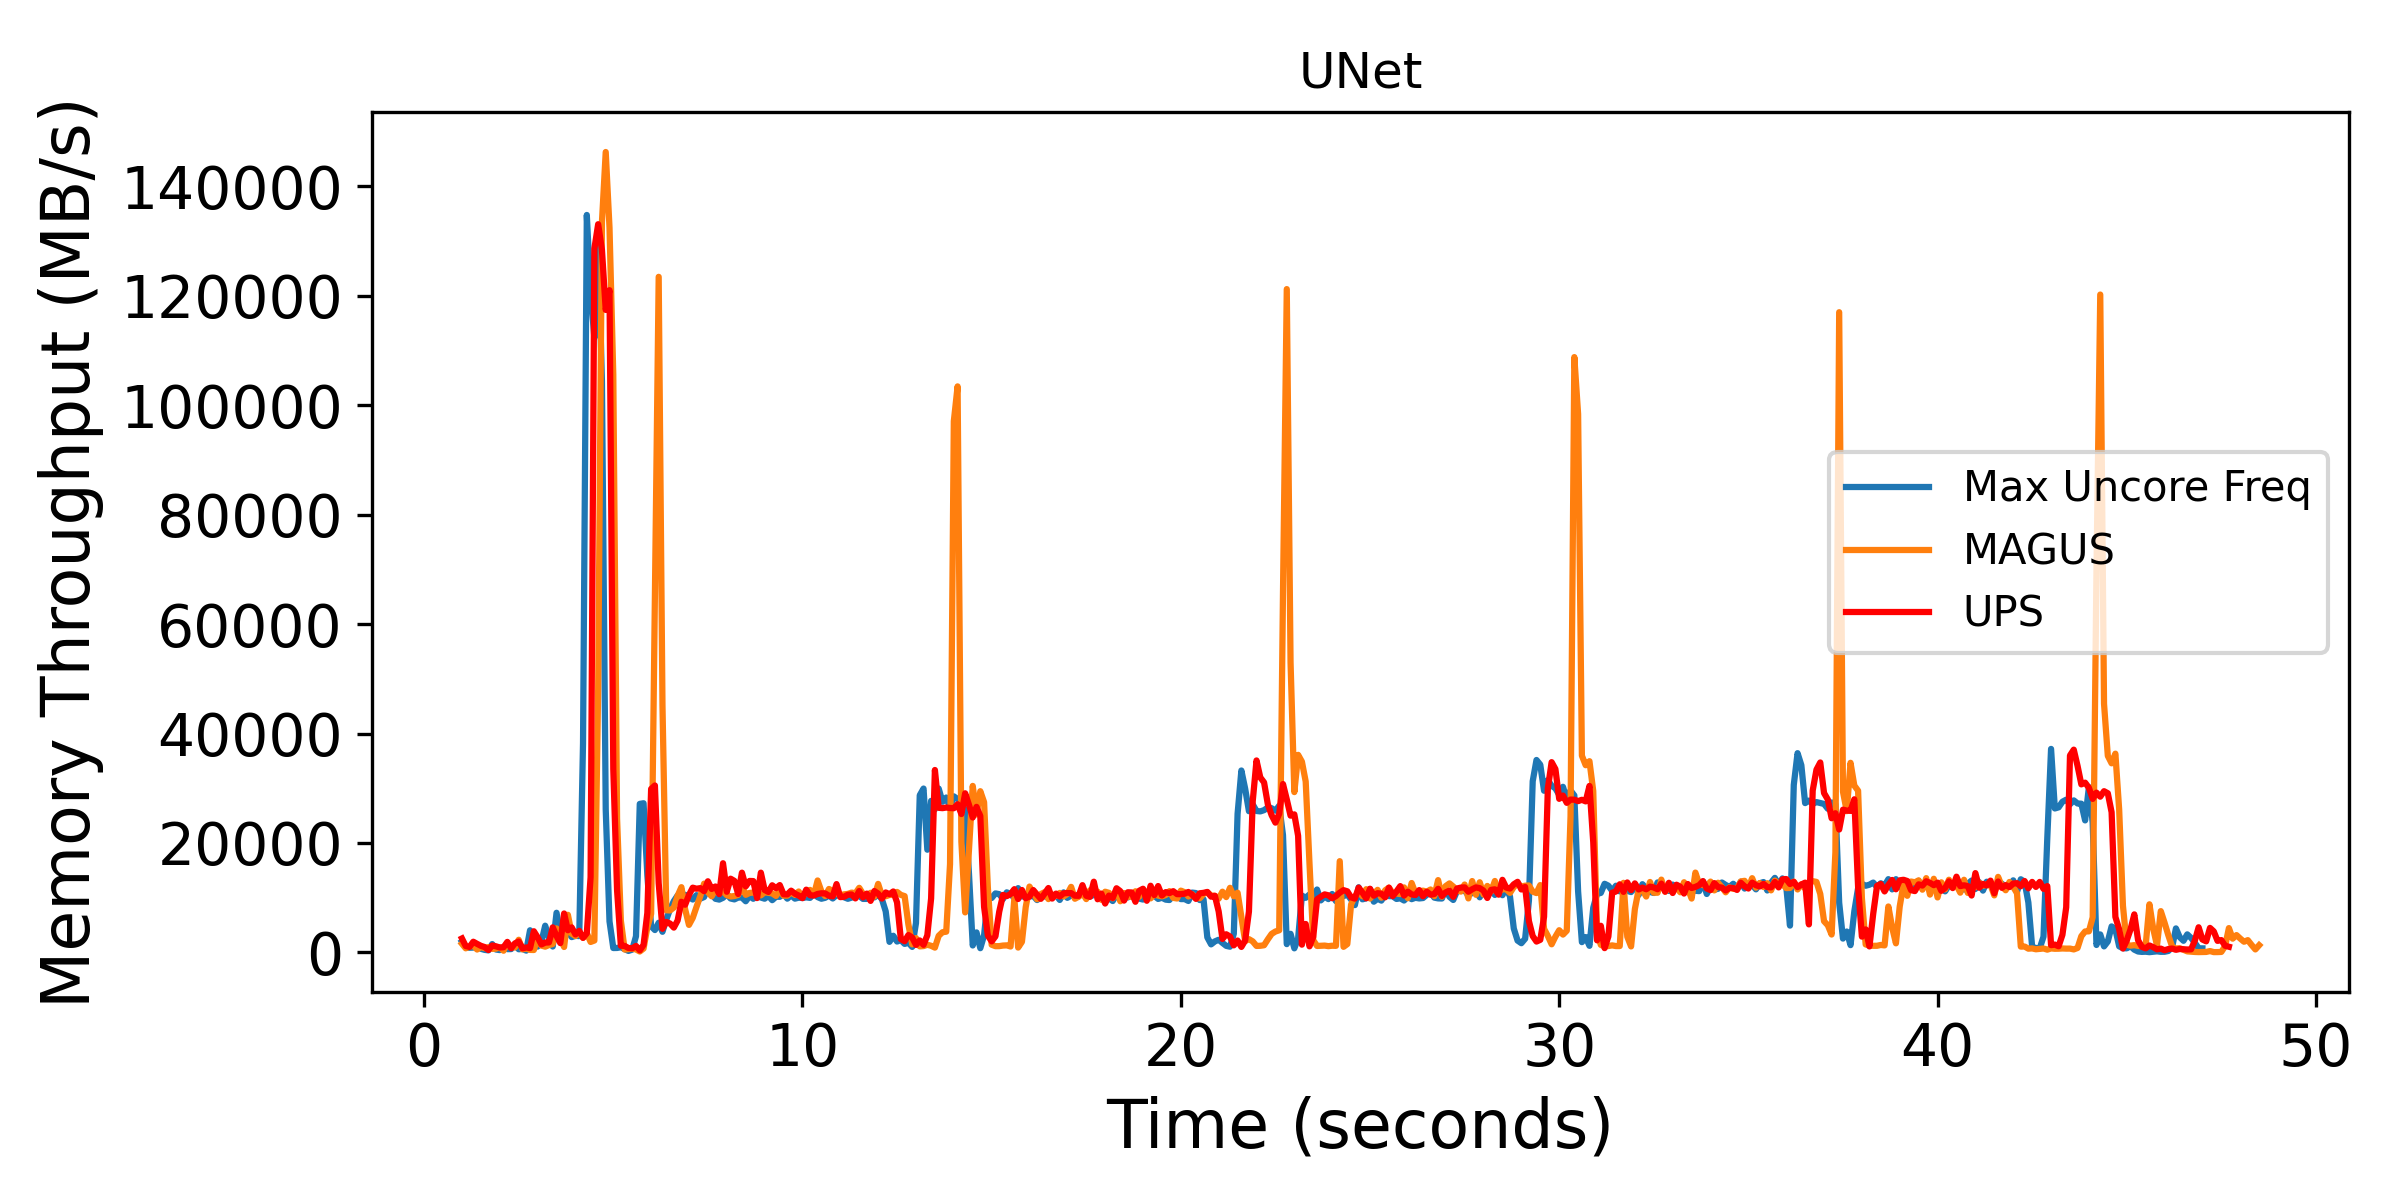 UNet
Memory Throughput (MB/s)
140000
120000
100000
80000
60000
40000
20000
0
Max Uncore Freq
MAGUS
UPS
0 10 20 30 40 50
Time (seconds)